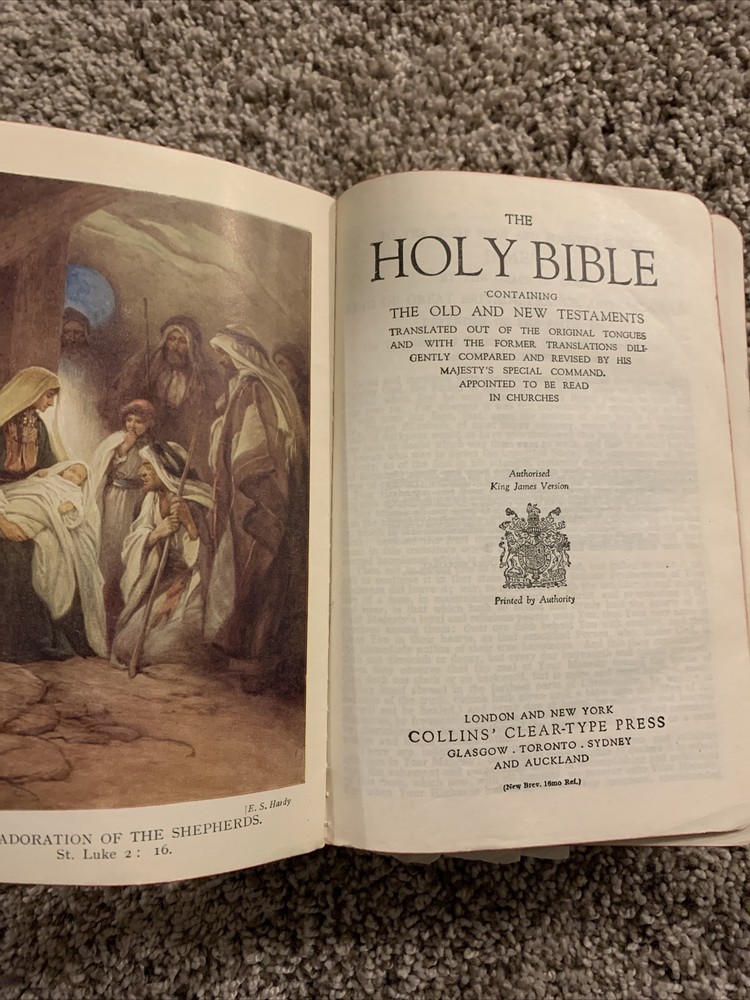 [E. S. Hardy
ADORATION OF THE SHEPHERDS.
St. Luke 2: 16.
THE
HOLY BIBLE
CONTAINING
THE OLD AND NEW TESTAMENTS
TRANSLATED OUT OF THE ORIGINAL TONGUES
AND WITH THE FORMER TRANSLATIONS DILI-
GENTLY COMPARED AND REVISED BY HIS
MAJESTY'S SPECIAL COMMAND.
APPOINTED TO BE READ
IN CHURCHES
Authorised
King James Version
Printed by Authority
LONDON AND NEW YORK
COLLINS' CLEAR-TYPE PRESS
GLASGOW . TORONTO . SYDNEY
AND AUCKLAND
(New Brev. 16mo Ref.)